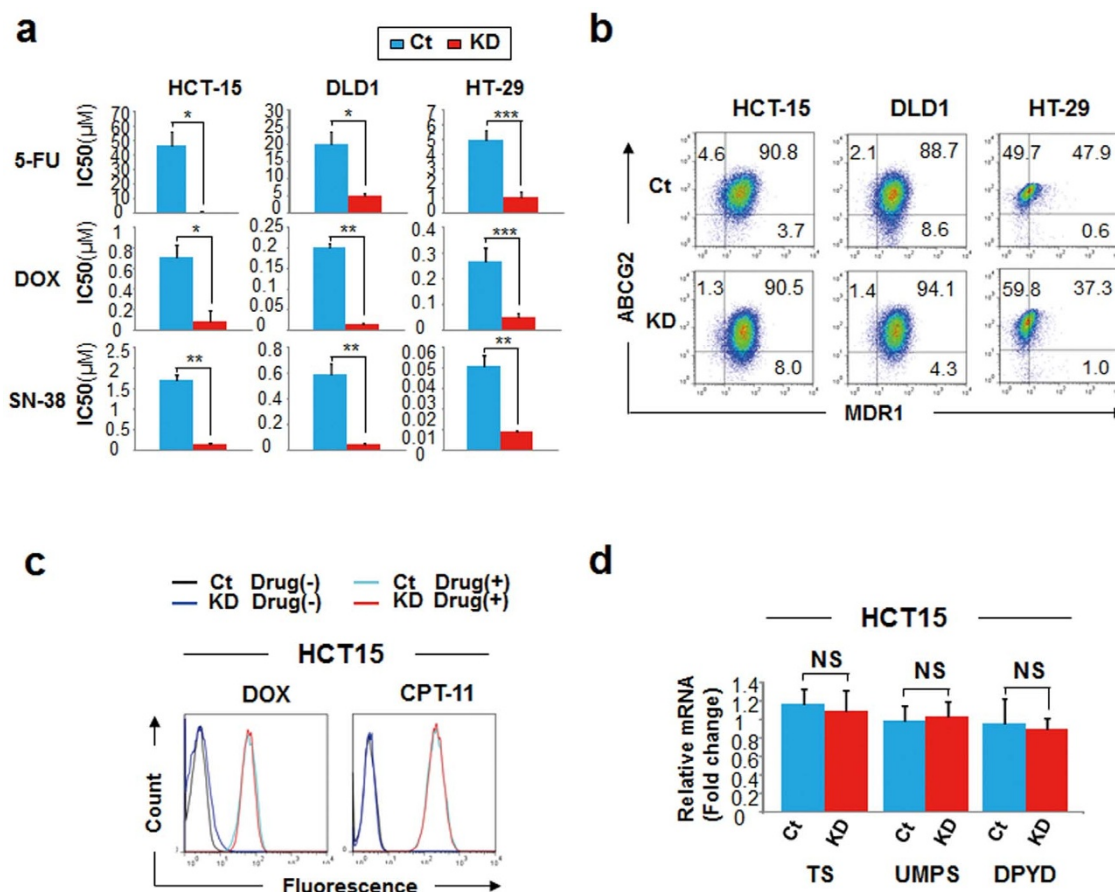 a
Ct KD
HCT-15 DLD1 HT-29
5-FU
IC50(µM)
70
60
50
40
30
20
10
0
*
30
25
20
15
10
5
0
*
7
6
5
4
3
2
1
0
***
DOX
IC50(µM)
1
0.8
0.6
0.4
0.2
0
*
0.25
0.2
0.15
0.1
0.05
0
**
0.4
0.3
0.2
0.1
0
***
SN-38
IC50(µM)
2.5
2
1.5
1
0.5
0
**
0.8
0.6
0.4
0.2
0
**
0.06
0.05
0.04
0.03
0.02
0.01
0
**
b
HCT-15 DLD1 HT-29
Ct
4.6 90.8
3.7
2.1 88.7
8.6
49.7 47.9
0.6
KD
1.3 90.5
8.0
1.4 94.1
4.3
59.8 37.3
1.0
ABCG2
MDR1
c
Ct Drug(-) Ct Drug(+)
KD Drug(-) KD Drug(+)
HCT15
DOX CPT-11
Count
10⁰ 10¹ 10² 10³ 10⁴
10⁰ 10¹ 10² 10³ 10⁴
Fluorescence
d
HCT15
NS NS NS
Relative mRNA
(Fold change)
1.4
1.2
1
0.8
0.6
0.4
0.2
0
Ct KD Ct KD Ct KD
TS UMPS DPYD